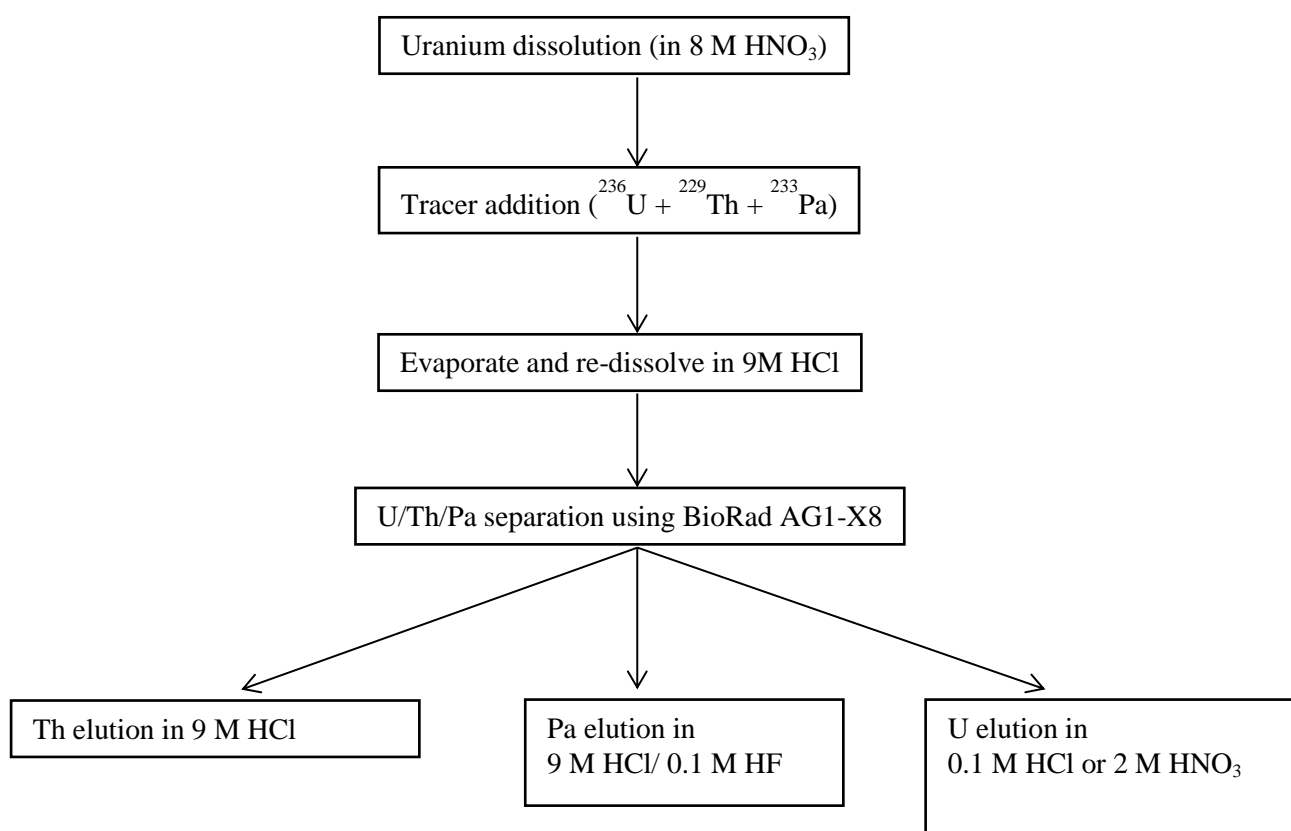 Uranium dissolution (in 8 M HNO₃)
Tracer addition (²³⁶U + ²²⁹Th + ²³³Pa)
Evaporate and re-dissolve in 9M HCl
U/Th/Pa separation using BioRad AG1-X8
Th elution in 9 M HCl
Pa elution in
9 M HCl/ 0.1 M HF
U elution in
0.1 M HCl or 2 M HNO₃